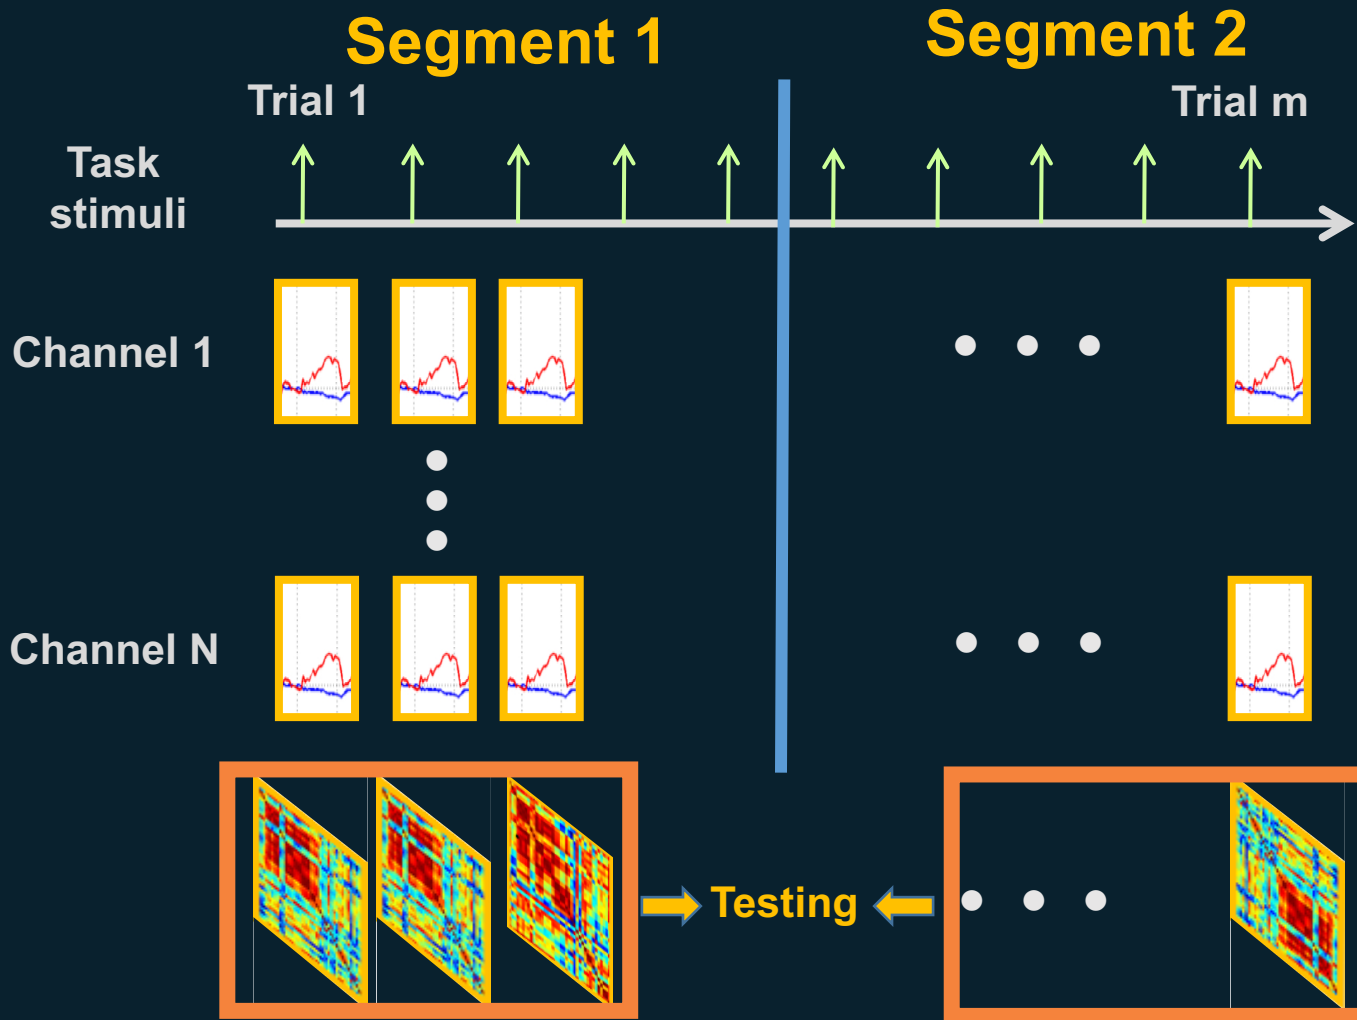 Segment 1
Segment 2
Trial 1
Trial m
Task
stimuli
Channel 1
Channel N
Testing